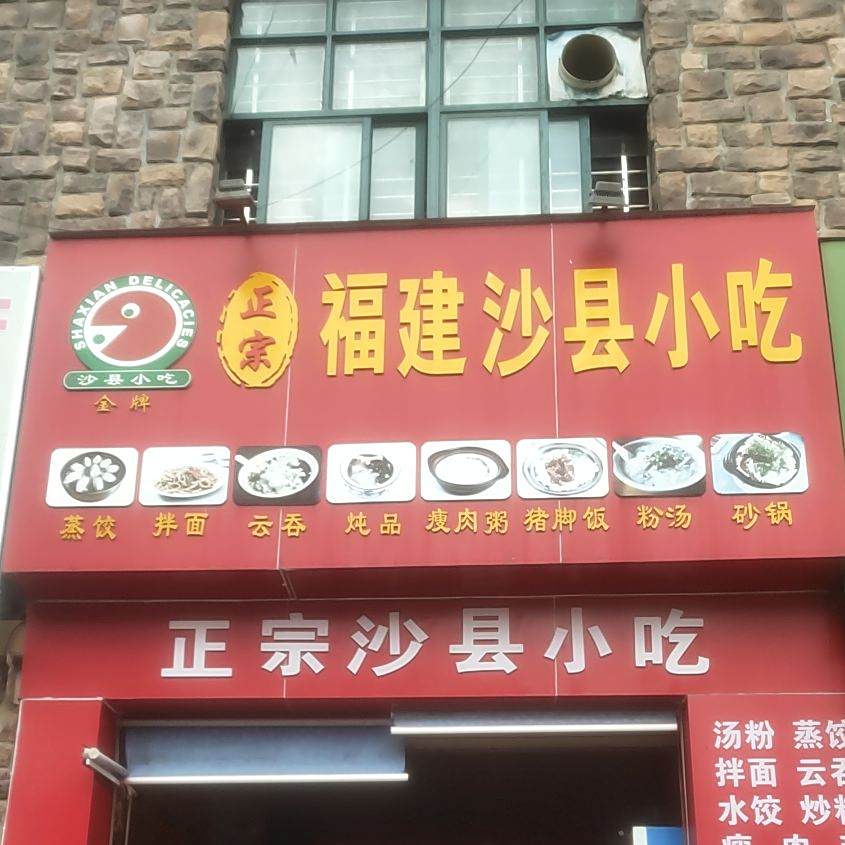 SHAXIAN DELICACIES
沙县小吃
金牌
正宗
福建沙县小吃
蒸饺 拌面 云吞 炖品 瘦肉粥 猪脚饭 粉汤 砂锅
正宗沙县小吃
汤粉 蒸饺
拌面 云吞
水饺 炒粉
瘦 肉